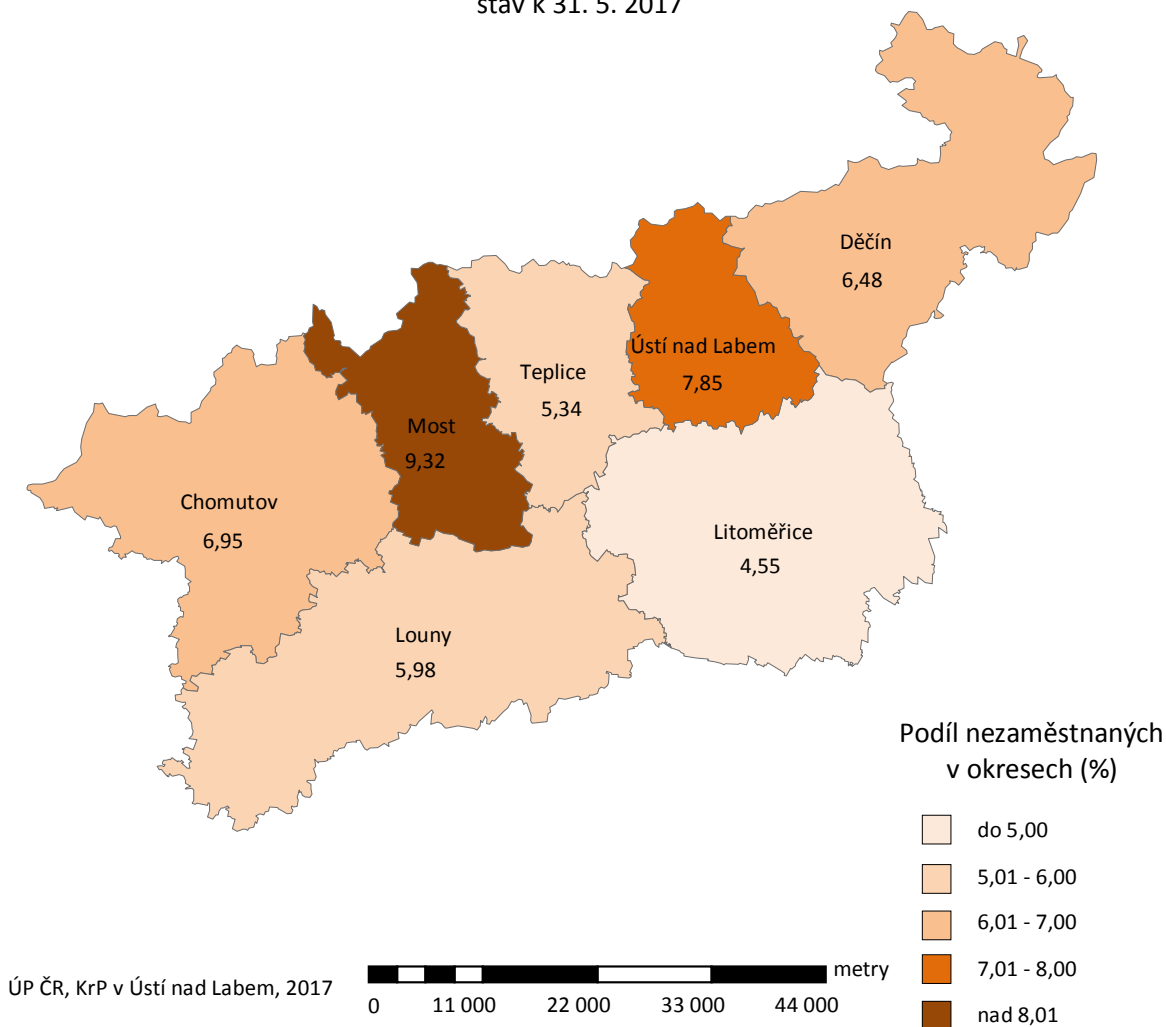 stav k 31. 5. 2017
Děčín
6,48
Ústí nad Labem
7,85
Teplice
5,34
Most
9,32
Chomutov
6,95
Litoměřice
4,55
Louny
5,98
Podíl nezaměstnaných
v okresech (%)
do 5,00
5,01 - 6,00
6,01 - 7,00
7,01 - 8,00
nad 8,01
ÚP ČR, KrP v Ústí nad Labem, 2017
metry
0 11 000 22 000 33 000 44 000